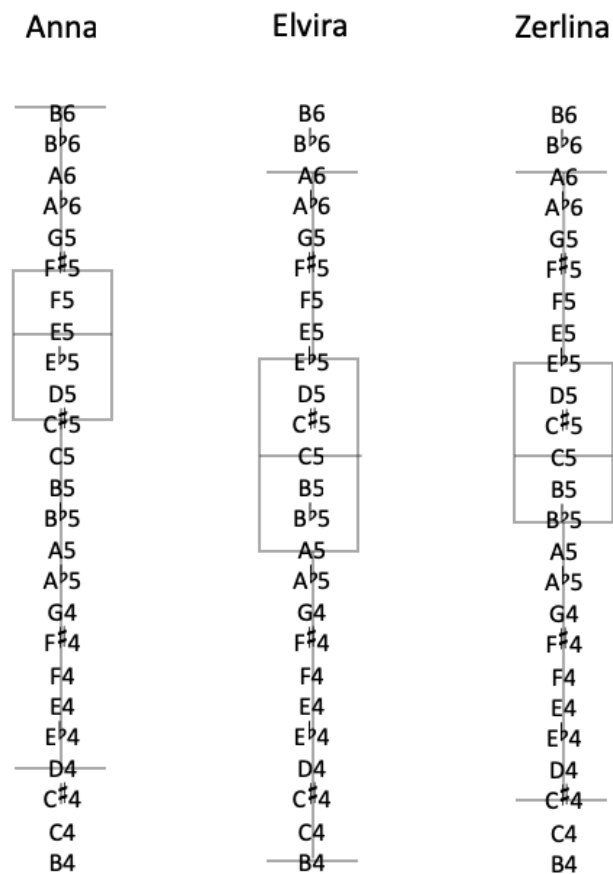 Anna Elvira Zerlina
B6 B6 B6
B♭6 B♭6 B♭6
A6 A6 A6
A♭6 A♭6 A♭6
G5 G5 G5
F♯5 F♯5 F♯5
F5 F5 F5
E5 E5 E5
E♭5 E♭5 E♭5
D5 D5 D5
C♯5 C♯5 C♯5
C5 C5 C5
B5 B5 B5
B♭5 B♭5 B♭5
A5 A5 A5
A♭5 A♭5 A♭5
G4 G4 G4
F♯4 F♯4 F♯4
F4 F4 F4
E4 E4 E4
E♭4 E♭4 E♭4
D4 D4 D4
C♯4 C♯4 C♯4
C4 C4 C4
B4 B4 B4